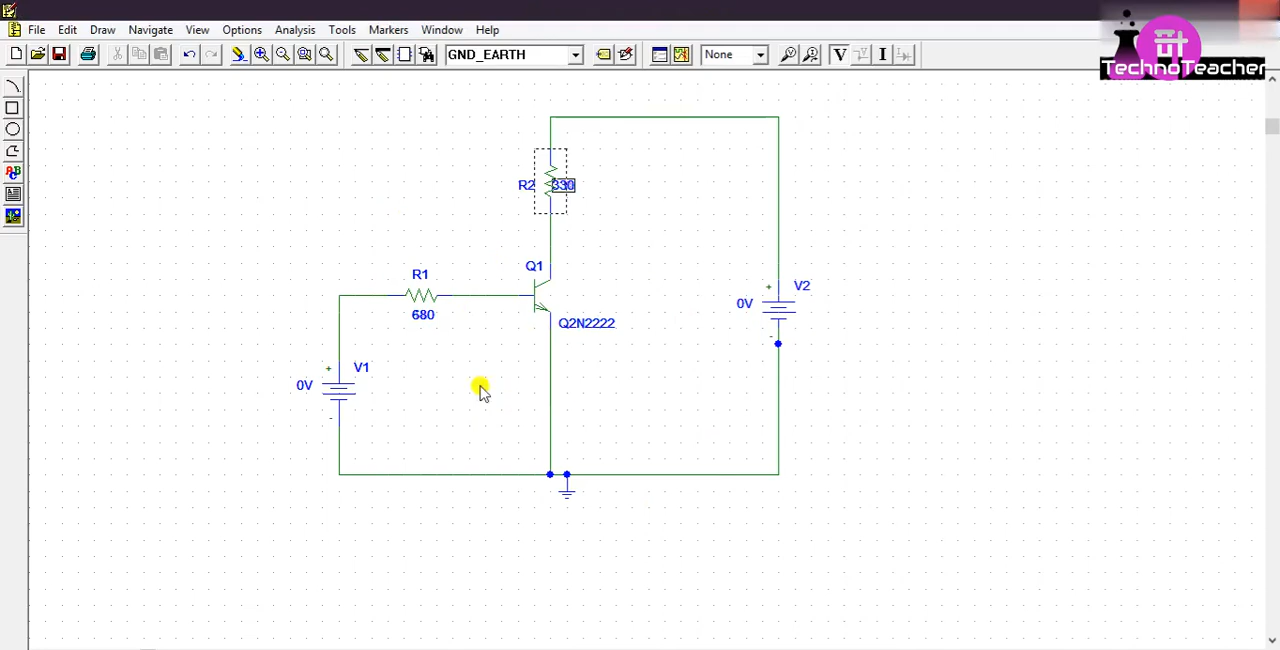 File Edit Draw Navigate View Options Analysis Tools Markers Window Help
GND_EARTH None V I
TechnoTeacher
ABC
R2 330
Q1
R1
680
Q2N2222
+ V1
0V
-
+ V2
0V
-